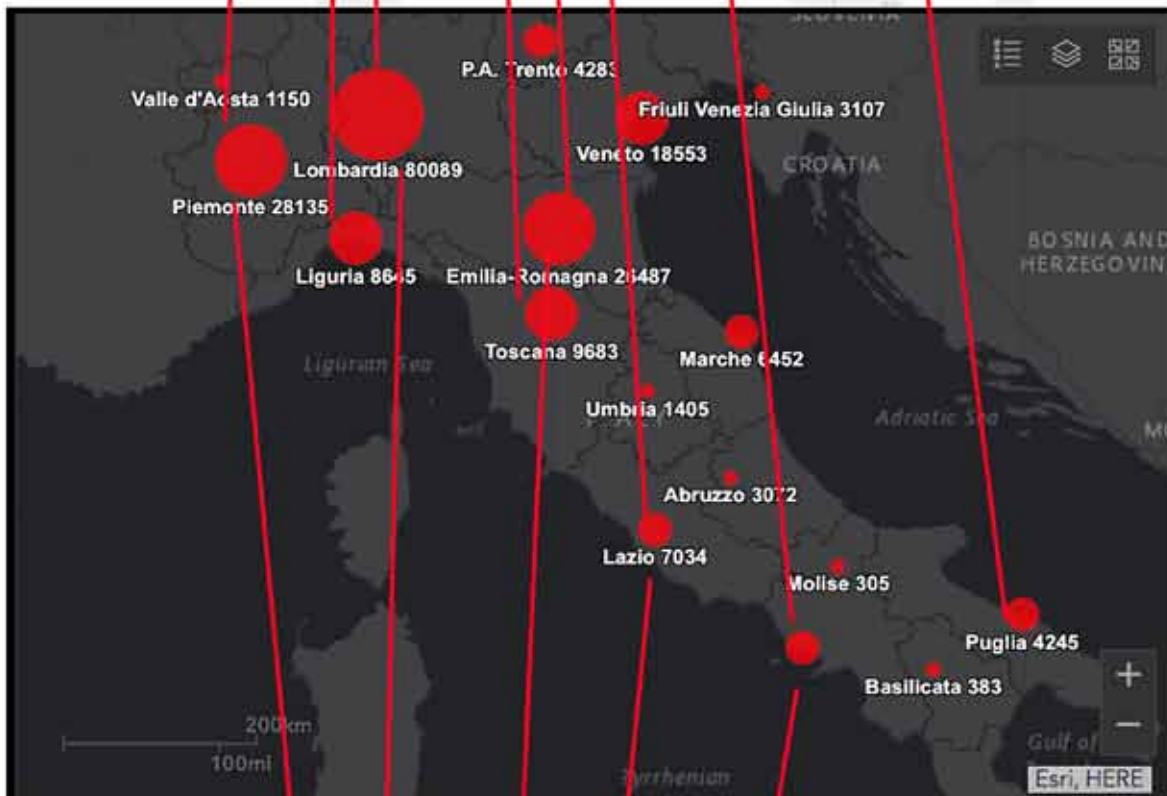 SLOVENIA
P.A. Trento 4283
Valle d'Aosta 1150
Friuli Venezia Giulia 3107
Veneto 18553
CROATIA
Lombardia 80089
Piemonte 28135
BOSNIA AND
HERZEGOVIN
Liguria 8645
Emilia-Romagna 26487
Toscana 9683
Marche 6452
Ligurian Sea
Umbria 1405
Adriatic Sea
Abruzzo 3072
Lazio 7034
Molise 305
Puglia 4245
Basilicata 383
200km
100mi
Tyrrhenian
Gulf of
Esri, HERE